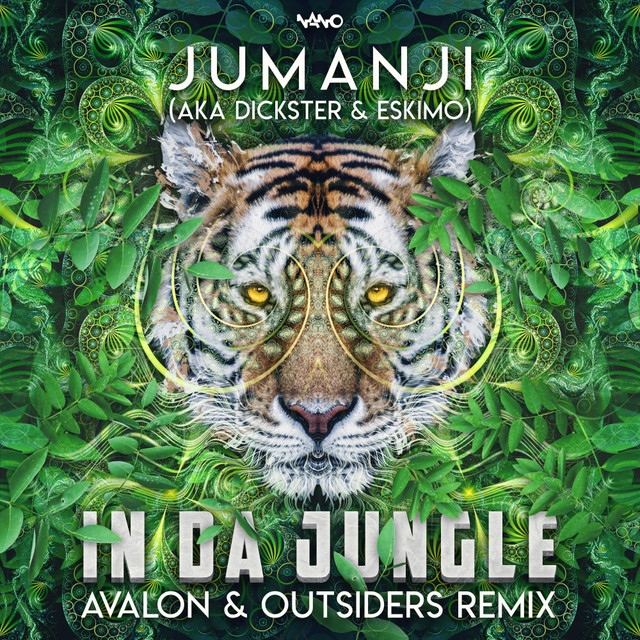 NANO
JUMANJI
(AKA DICKSTER & ESKIMO)
IN DA JUNGLE
AVALON & OUTSIDERS REMIX